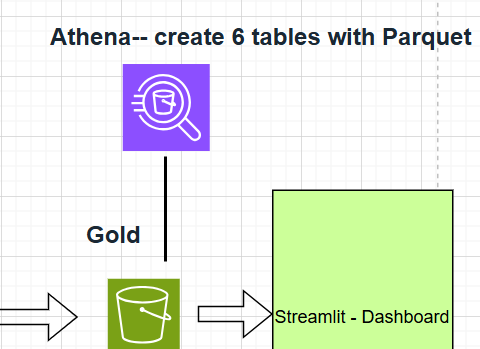 Athena-- create 6 tables with Parquet
Gold
Streamlit - Dashboard